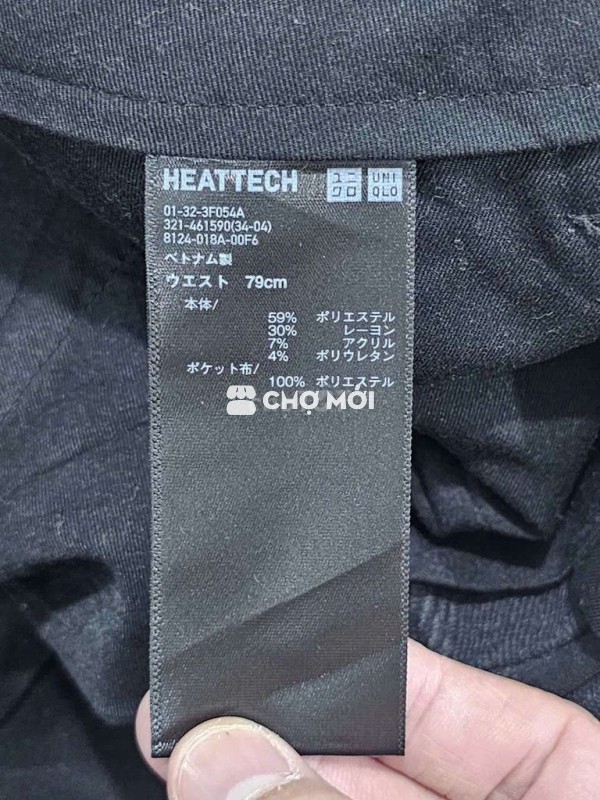 HEATTECH
ユニクロ
UNIQLO
01-32-3F054A
321-461590(34-04)
8124-018A-00F6
ベトナム製
ウエスト 79cm
本体/
59% ポリエステル
30% レーヨン
7% アクリル
4% ポリウレタン
ポケット布/
100% ポリエステル
CHỢ MỚI